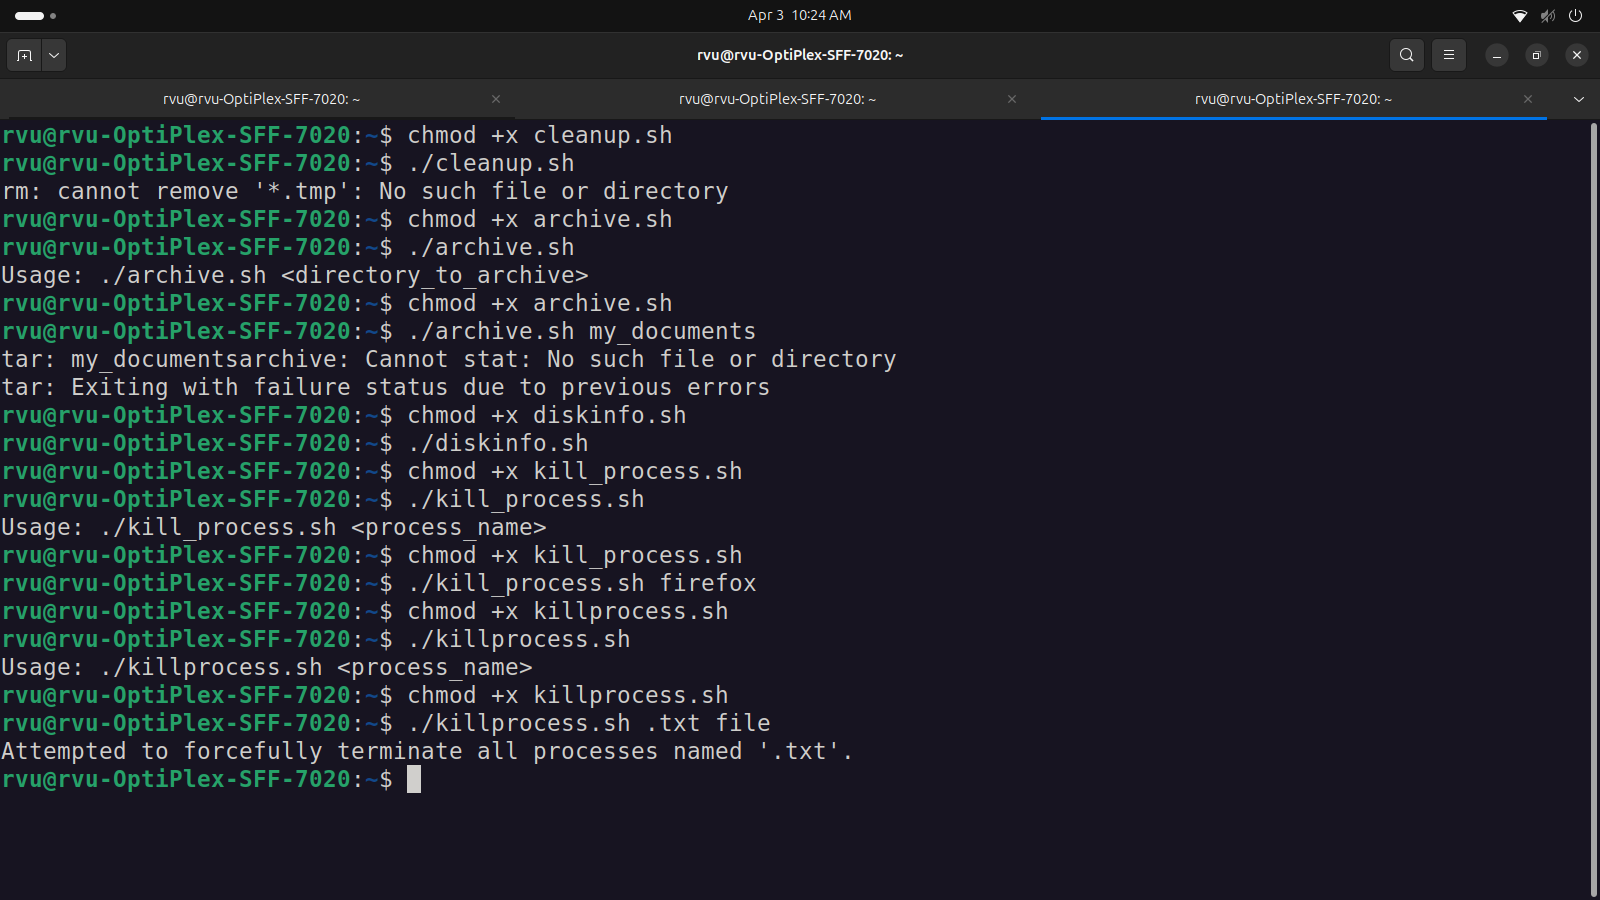 Apr 3 10:24 AM
rvu@rvu-OptiPlex-SFF-7020: ~
rvu@rvu-OptiPlex-SFF-7020: ~ rvu@rvu-OptiPlex-SFF-7020: ~ rvu@rvu-OptiPlex-SFF-7020: ~
rvu@rvu-OptiPlex-SFF-7020:~$ chmod +x cleanup.sh
rvu@rvu-OptiPlex-SFF-7020:~$ ./cleanup.sh
rm: cannot remove '*.tmp': No such file or directory
rvu@rvu-OptiPlex-SFF-7020:~$ chmod +x archive.sh
rvu@rvu-OptiPlex-SFF-7020:~$ ./archive.sh
Usage: ./archive.sh <directory_to_archive>
rvu@rvu-OptiPlex-SFF-7020:~$ chmod +x archive.sh
rvu@rvu-OptiPlex-SFF-7020:~$ ./archive.sh my_documents
tar: my_documentsarchive: Cannot stat: No such file or directory
tar: Exiting with failure status due to previous errors
rvu@rvu-OptiPlex-SFF-7020:~$ chmod +x diskinfo.sh
rvu@rvu-OptiPlex-SFF-7020:~$ ./diskinfo.sh
rvu@rvu-OptiPlex-SFF-7020:~$ chmod +x kill_process.sh
rvu@rvu-OptiPlex-SFF-7020:~$ ./kill_process.sh
Usage: ./kill_process.sh <process_name>
rvu@rvu-OptiPlex-SFF-7020:~$ chmod +x kill_process.sh
rvu@rvu-OptiPlex-SFF-7020:~$ ./kill_process.sh firefox
rvu@rvu-OptiPlex-SFF-7020:~$ chmod +x killprocess.sh
rvu@rvu-OptiPlex-SFF-7020:~$ ./killprocess.sh
Usage: ./killprocess.sh <process_name>
rvu@rvu-OptiPlex-SFF-7020:~$ chmod +x killprocess.sh
rvu@rvu-OptiPlex-SFF-7020:~$ ./killprocess.sh .txt file
Attempted to forcefully terminate all processes named '.txt'.
rvu@rvu-OptiPlex-SFF-7020:~$